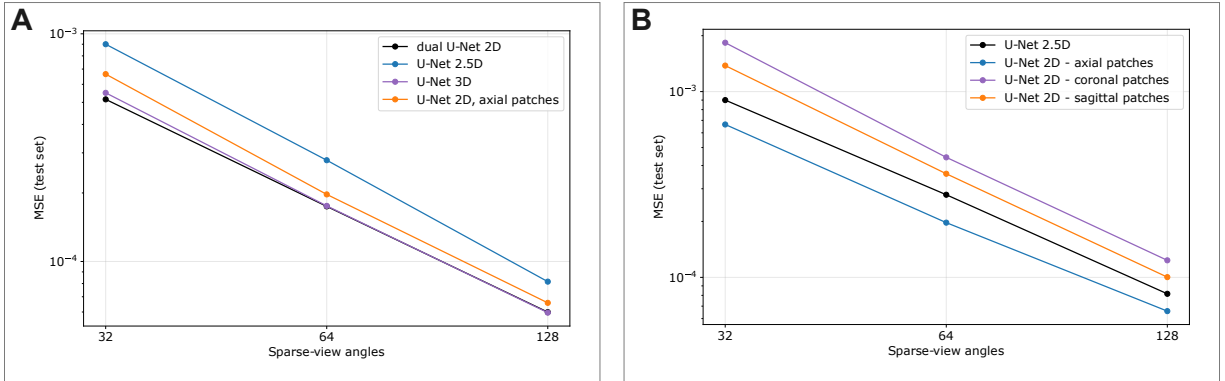 A
MSE (test set)
10⁻³
10⁻⁴
dual U-Net 2D
U-Net 2.5D
U-Net 3D
U-Net 2D, axial patches
32
64
128
Sparse-view angles
B
MSE (test set)
10⁻³
10⁻⁴
U-Net 2.5D
U-Net 2D - axial patches
U-Net 2D - coronal patches
U-Net 2D - sagittal patches
32
64
128
Sparse-view angles